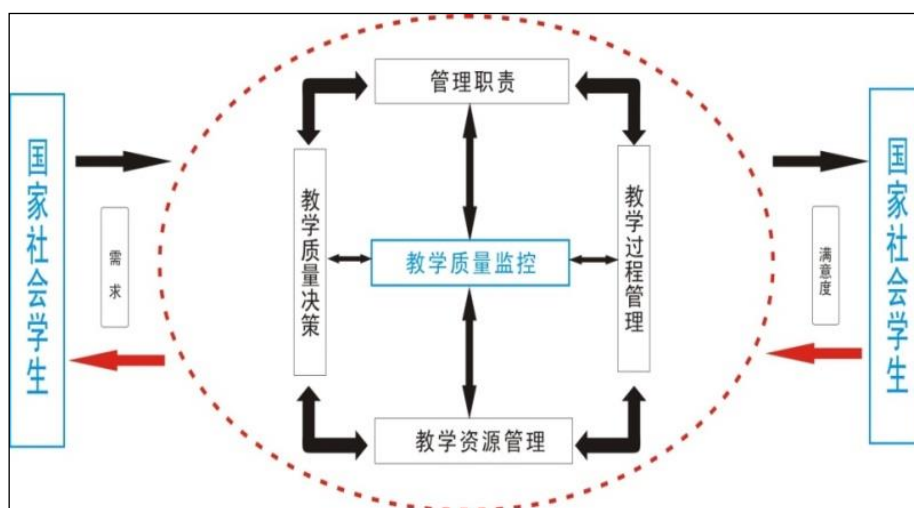 国家社会学生
需求
管理职责
教学质量决策
教学质量监控
教学过程管理
教学资源管理
满意度
国家社会学生